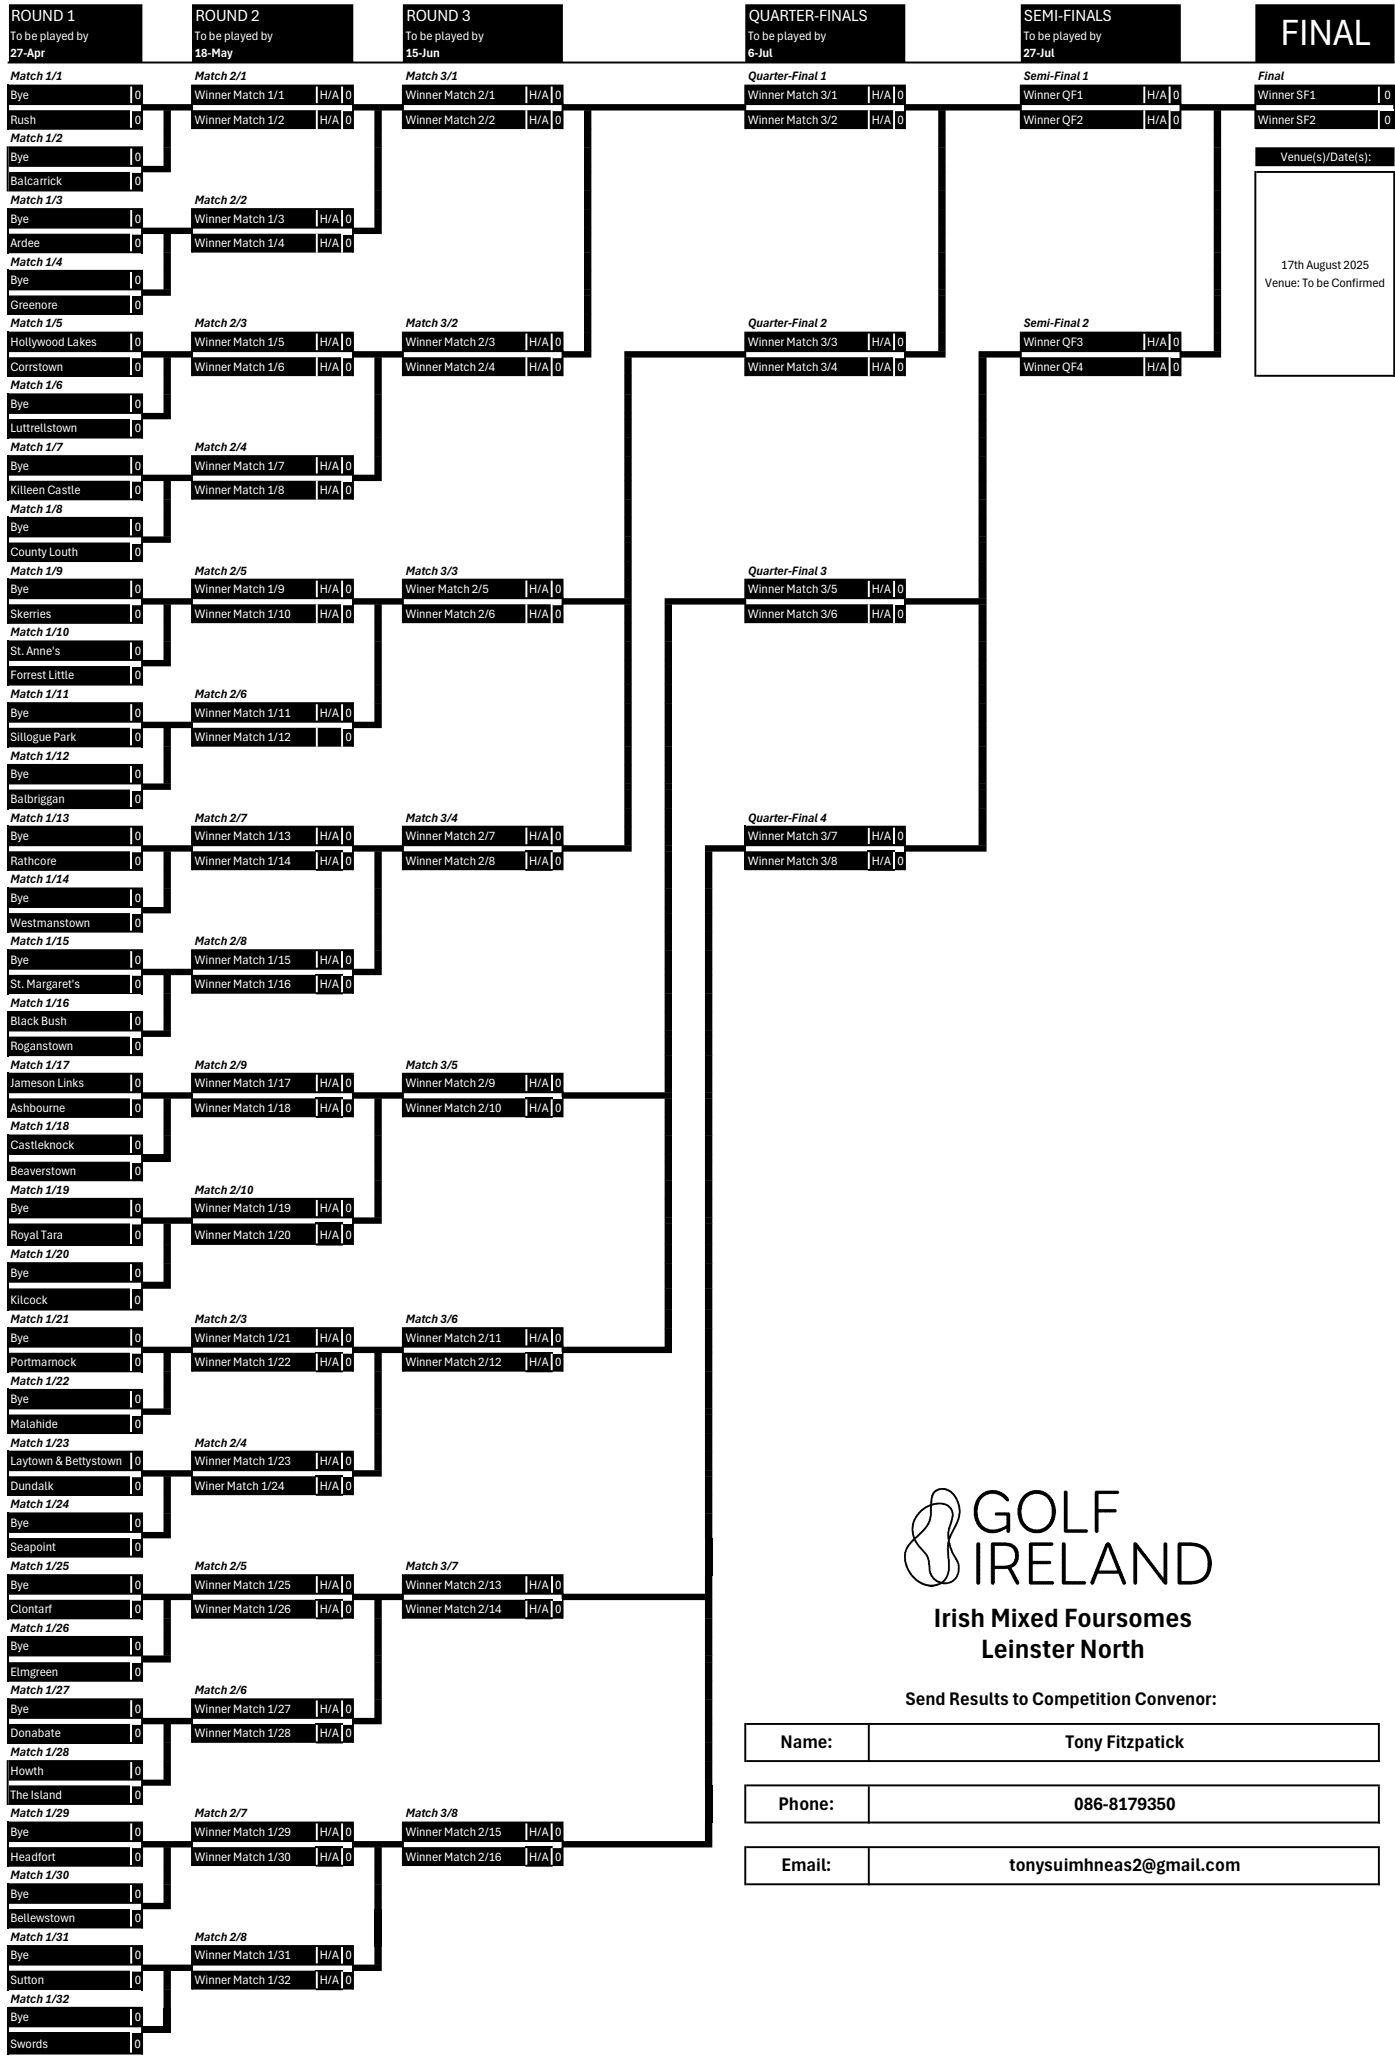 ROUND 1
To be played by
27-Apr
Match 1/1
Bye 0
Rush 0
Match 1/2
Bye 0
Balcarrick 0
Match 1/3
Bye 0
Ardee 0
Match 1/4
Bye 0
Greenore 0
Match 1/5
Hollywood Lakes 0
Corrstown 0
Match 1/6
Bye 0
Luttrellstown 0
Match 1/7
Bye 0
Killeen Castle 0
Match 1/8
Bye 0
County Louth 0
Match 1/9
Bye 0
Skerries 0
Match 1/10
St. Anne's 0
Forrest Little 0
Match 1/11
Bye 0
Sillogue Park 0
Match 1/12
Bye 0
Balbriggan 0
Match 1/13
Bye 0
Rathcore 0
Match 1/14
Bye 0
Westmanstown 0
Match 1/15
Bye 0
St. Margaret's 0
Match 1/16
Black Bush 0
Roganstown 0
Match 1/17
Jameson Links 0
Ashbourne 0
Match 1/18
Castleknock 0
Beaverstown 0
Match 1/19
Bye 0
Royal Tara 0
Match 1/20
Bye 0
Kilcock 0
Match 1/21
Bye 0
Portmarnock 0
Match 1/22
Bye 0
Malahide 0
Match 1/23
Laytown & Bettystown 0
Dundalk 0
Match 1/24
Bye 0
Seapoint 0
Match 1/25
Bye 0
Clontarf 0
Match 1/26
Bye 0
Elmgreen 0
Match 1/27
Bye 0
Donabate 0
Match 1/28
Howth 0
The Island 0
Match 1/29
Bye 0
Headfort 0
Match 1/30
Bye 0
Bellewstown 0
Match 1/31
Bye 0
Sutton 0
Match 1/32
Bye 0
Swords 0
ROUND 2
To be played by
18-May
Match 2/1
Winner Match 1/1 H/A 0
Winner Match 1/2 H/A 0
Match 2/2
Winner Match 1/3 H/A 0
Winner Match 1/4 H/A 0
Match 2/3
Winner Match 1/5 H/A 0
Winner Match 1/6 H/A 0
Match 2/4
Winner Match 1/7 H/A 0
Winner Match 1/8 H/A 0
Match 2/5
Winner Match 1/9 H/A 0
Winner Match 1/10 H/A 0
Match 2/6
Winner Match 1/11 H/A 0
Winner Match 1/12 0
Match 2/7
Winner Match 1/13 H/A 0
Winner Match 1/14 H/A 0
Match 2/8
Winner Match 1/15 H/A 0
Winner Match 1/16 H/A 0
Match 2/9
Winner Match 1/17 H/A 0
Winner Match 1/18 H/A 0
Match 2/10
Winner Match 1/19 H/A 0
Winner Match 1/20 H/A 0
Match 2/3
Winner Match 1/21 H/A 0
Winner Match 1/22 H/A 0
Match 2/4
Winner Match 1/23 H/A 0
Winer Match 1/24 H/A 0
Match 2/5
Winner Match 1/25 H/A 0
Winner Match 1/26 H/A 0
Match 2/6
Winner Match 1/27 H/A 0
Winner Match 1/28 H/A 0
Match 2/7
Winner Match 1/29 H/A 0
Winner Match 1/30 H/A 0
Match 2/8
Winner Match 1/31 H/A 0
Winner Match 1/32 H/A 0
ROUND 3
To be played by
15-Jun
Match 3/1
Winner Match 2/1 H/A 0
Winner Match 2/2 H/A 0
Match 3/2
Winner Match 2/3 H/A 0
Winner Match 2/4 H/A 0
Match 3/3
Winer Match 2/5 H/A 0
Winner Match 2/6 H/A 0
Match 3/4
Winner Match 2/7 H/A 0
Winner Match 2/8 H/A 0
Match 3/5
Winner Match 2/9 H/A 0
Winner Match 2/10 H/A 0
Match 3/6
Winner Match 2/11 H/A 0
Winner Match 2/12 H/A 0
Match 3/7
Winner Match 2/13 H/A 0
Winner Match 2/14 H/A 0
Match 3/8
Winner Match 2/15 H/A 0
Winner Match 2/16 H/A 0
QUARTER-FINALS
To be played by
6-Jul
Quarter-Final 1
Winner Match 3/1 H/A 0
Winner Match 3/2 H/A 0
Quarter-Final 2
Winner Match 3/3 H/A 0
Winner Match 3/4 H/A 0
Quarter-Final 3
Winner Match 3/5 H/A 0
Winner Match 3/6 H/A 0
Quarter-Final 4
Winner Match 3/7 H/A 0
Winner Match 3/8 H/A 0
SEMI-FINALS
To be played by
27-Jul
Semi-Final 1
Winner QF1 H/A 0
Winner QF2 H/A 0
Semi-Final 2
Winner QF3 H/A 0
Winner QF4 H/A 0
FINAL
Final
Winner SF1 0
Winner SF2 0
Venue(s)/Date(s):
17th August 2025
Venue: To be Confirmed
GOLF
IRELAND
Irish Mixed Foursomes
Leinster North
Send Results to Competition Convenor:
Name: Tony Fitzpatick
Phone: 086-8179350
Email: tonysuimhneas2@gmail.com